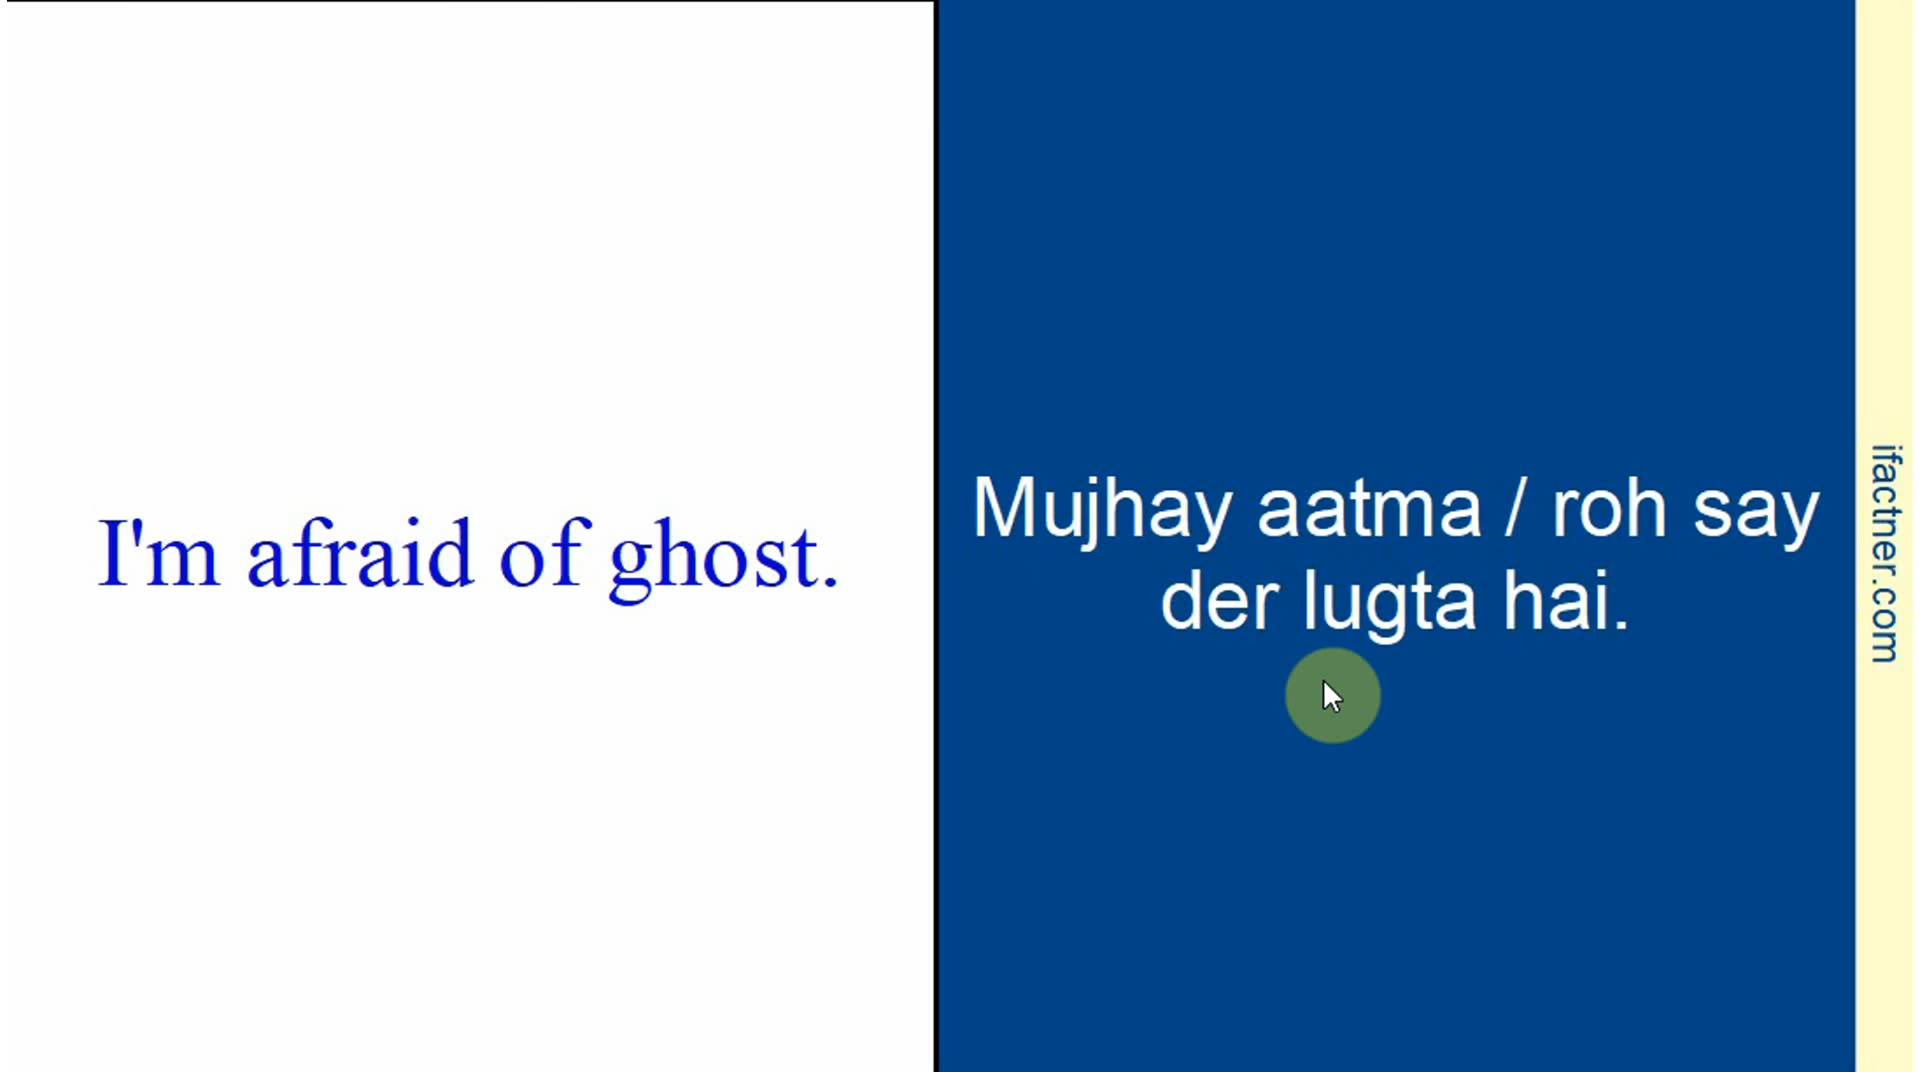 I'm afraid of ghost.
Mujhay aatma / roh say
der lugta hai.
ifactner.com